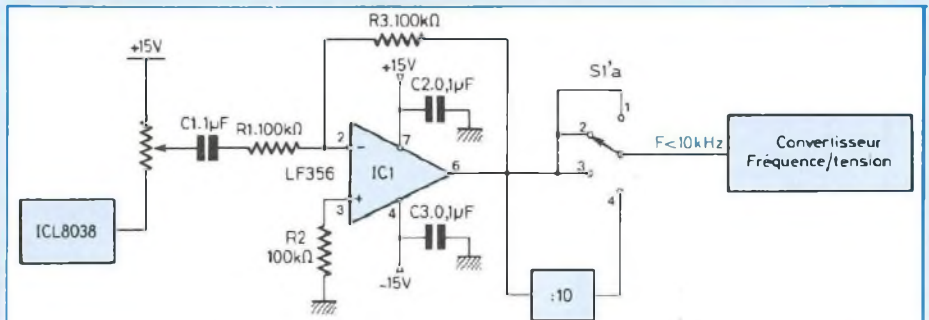 +15V
R3.100kΩ
+15V
C2.0,1µF
S1'a
1
C1.1µF
R1.100kΩ
2
7
2
F<10kHz
Convertisseur
Fréquence/tension
LF356
IC1
6
3
3
4
4
C3.0,1µF
ICL8038
R2
100kΩ
-15V
:10